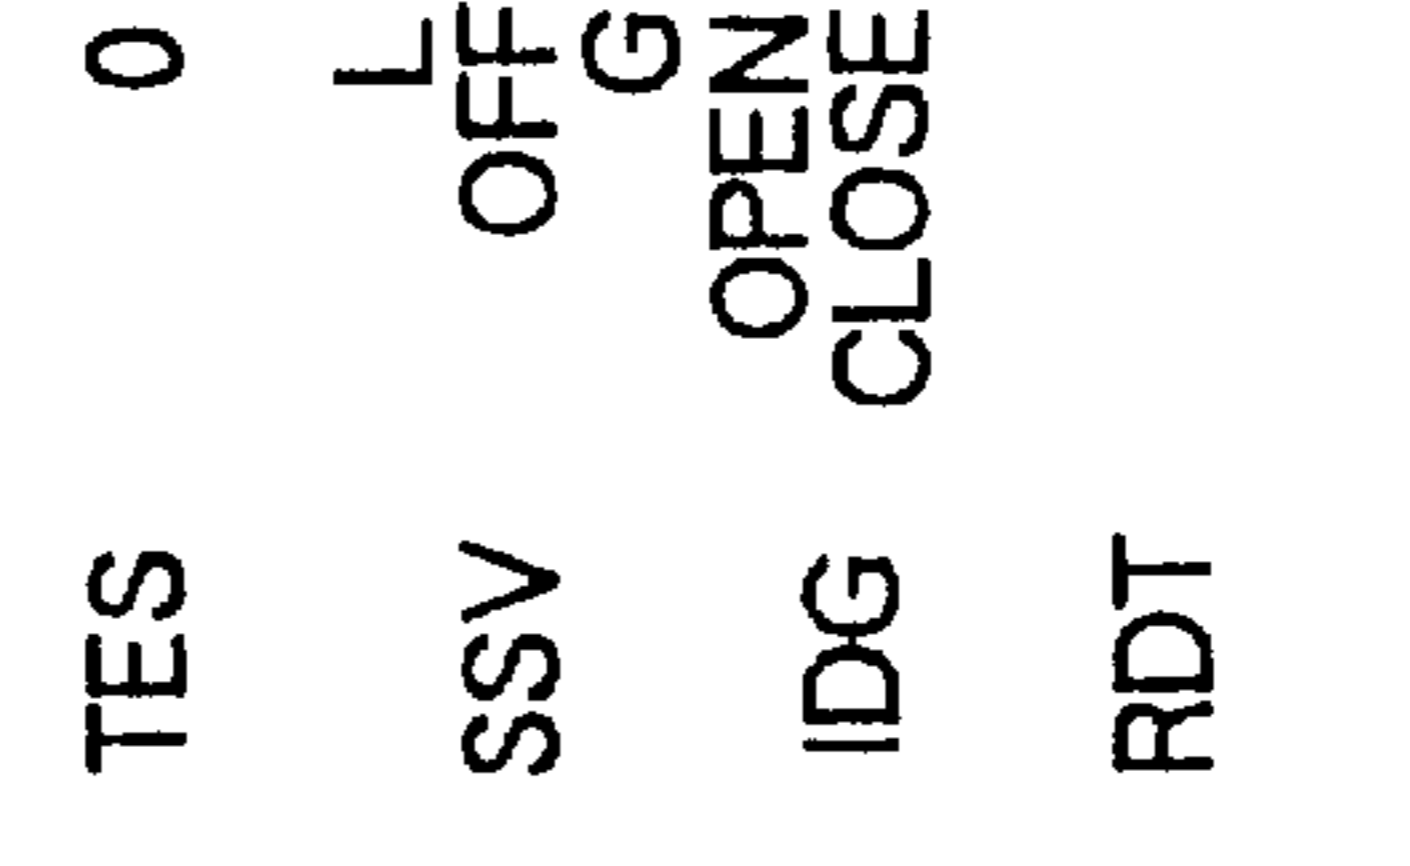 TES 0
L
SSV OFF
G
OPEN
IDG
CLOSE
RDT